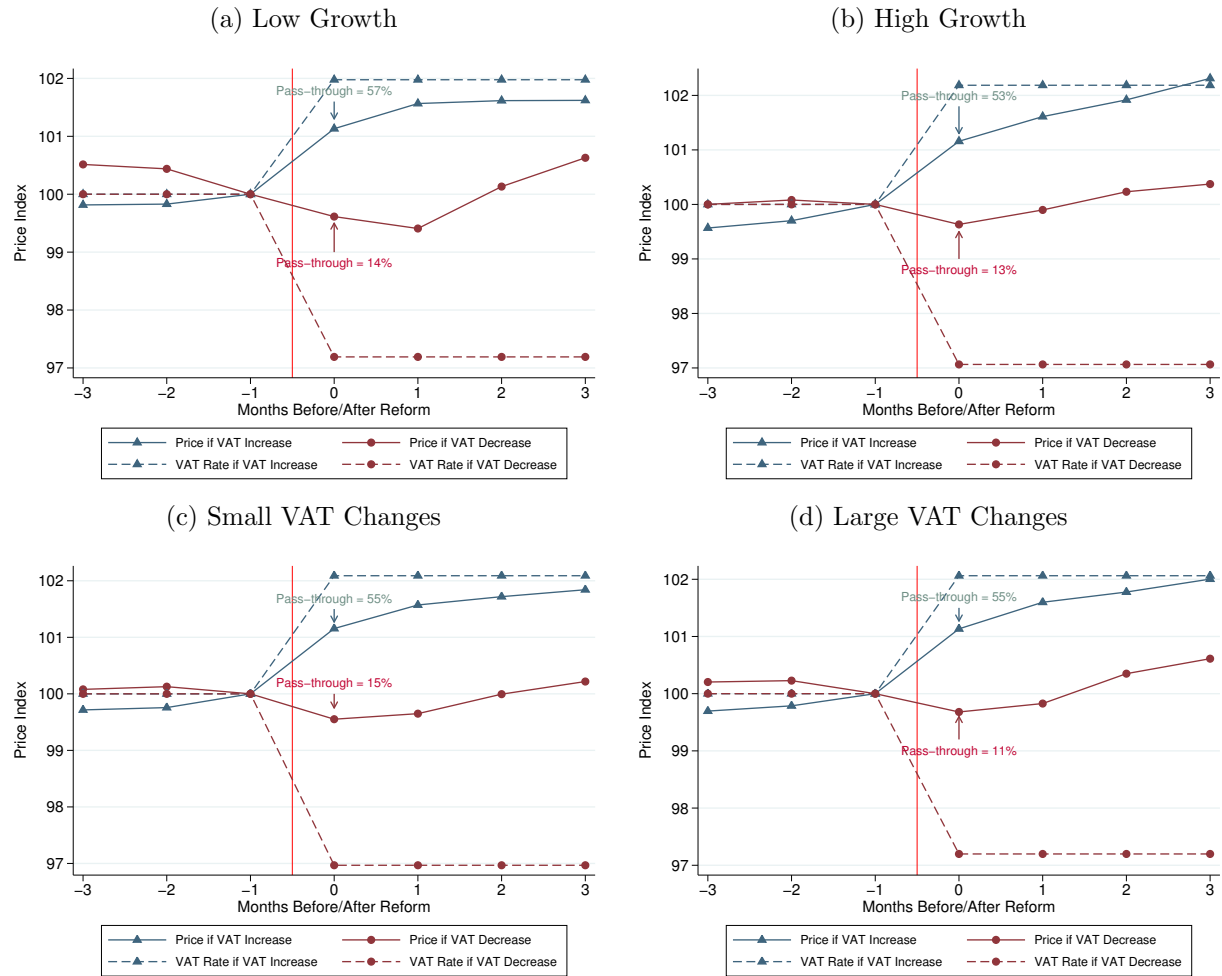 (a) Low Growth
102
101
100
99
98
97
Price Index
Pass−through = 57%
Pass−through = 14%
−3 −2 −1 0 1 2 3
Months Before/After Reform
Price if VAT Increase Price if VAT Decrease
VAT Rate if VAT Increase VAT Rate if VAT Decrease
(b) High Growth
102
101
100
99
98
97
Price Index
Pass−through = 53%
Pass−through = 13%
−3 −2 −1 0 1 2 3
Months Before/After Reform
Price if VAT Increase Price if VAT Decrease
VAT Rate if VAT Increase VAT Rate if VAT Decrease
(c) Small VAT Changes
102
101
100
99
98
97
Price Index
Pass−through = 55%
Pass−through = 15%
−3 −2 −1 0 1 2 3
Months Before/After Reform
Price if VAT Increase Price if VAT Decrease
VAT Rate if VAT Increase VAT Rate if VAT Decrease
(d) Large VAT Changes
102
101
100
99
98
97
Price Index
Pass−through = 55%
Pass−through = 11%
−3 −2 −1 0 1 2 3
Months Before/After Reform
Price if VAT Increase Price if VAT Decrease
VAT Rate if VAT Increase VAT Rate if VAT Decrease